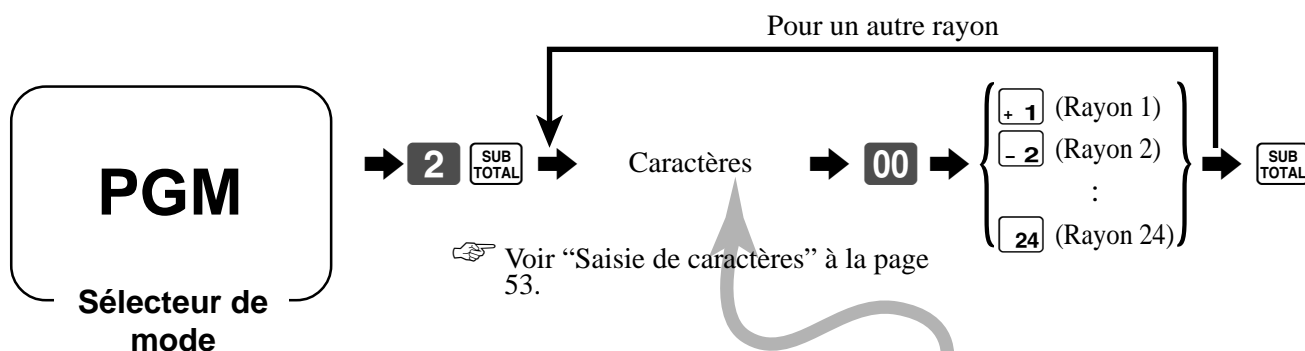 Pour un autre rayon
PGM
Sélecteur de
mode
2 SUB TOTAL
Caractères
00
+ 1 (Rayon 1)
- 2 (Rayon 2)
:
24 (Rayon 24)
SUB TOTAL
Voir “Saisie de caractères” à la page
53.